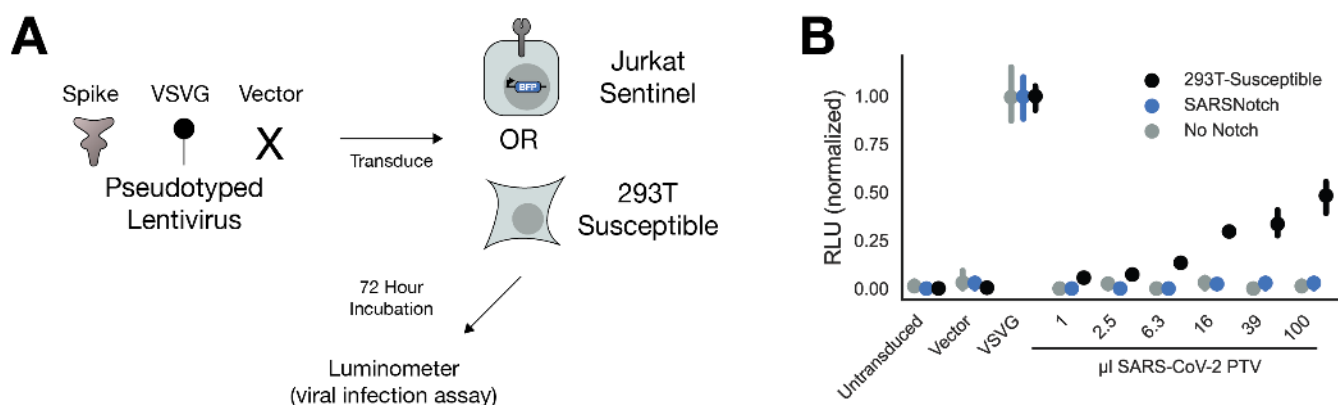 A
Spike
VSVG
Vector
X
Pseudotyped
Lentivirus
Transduce
BFP
Jurkat
Sentinel
OR
293T
Susceptible
72 Hour
Incubation
Luminometer
(viral infection assay)
B
RLU (normalized)
1.00
0.75
0.50
0.25
0.00
293T-Susceptible
SARSNotch
No Notch
Untransduced
Vector
VSVG
1
2.5
6.3
16
39
100
µl SARS-CoV-2 PTV